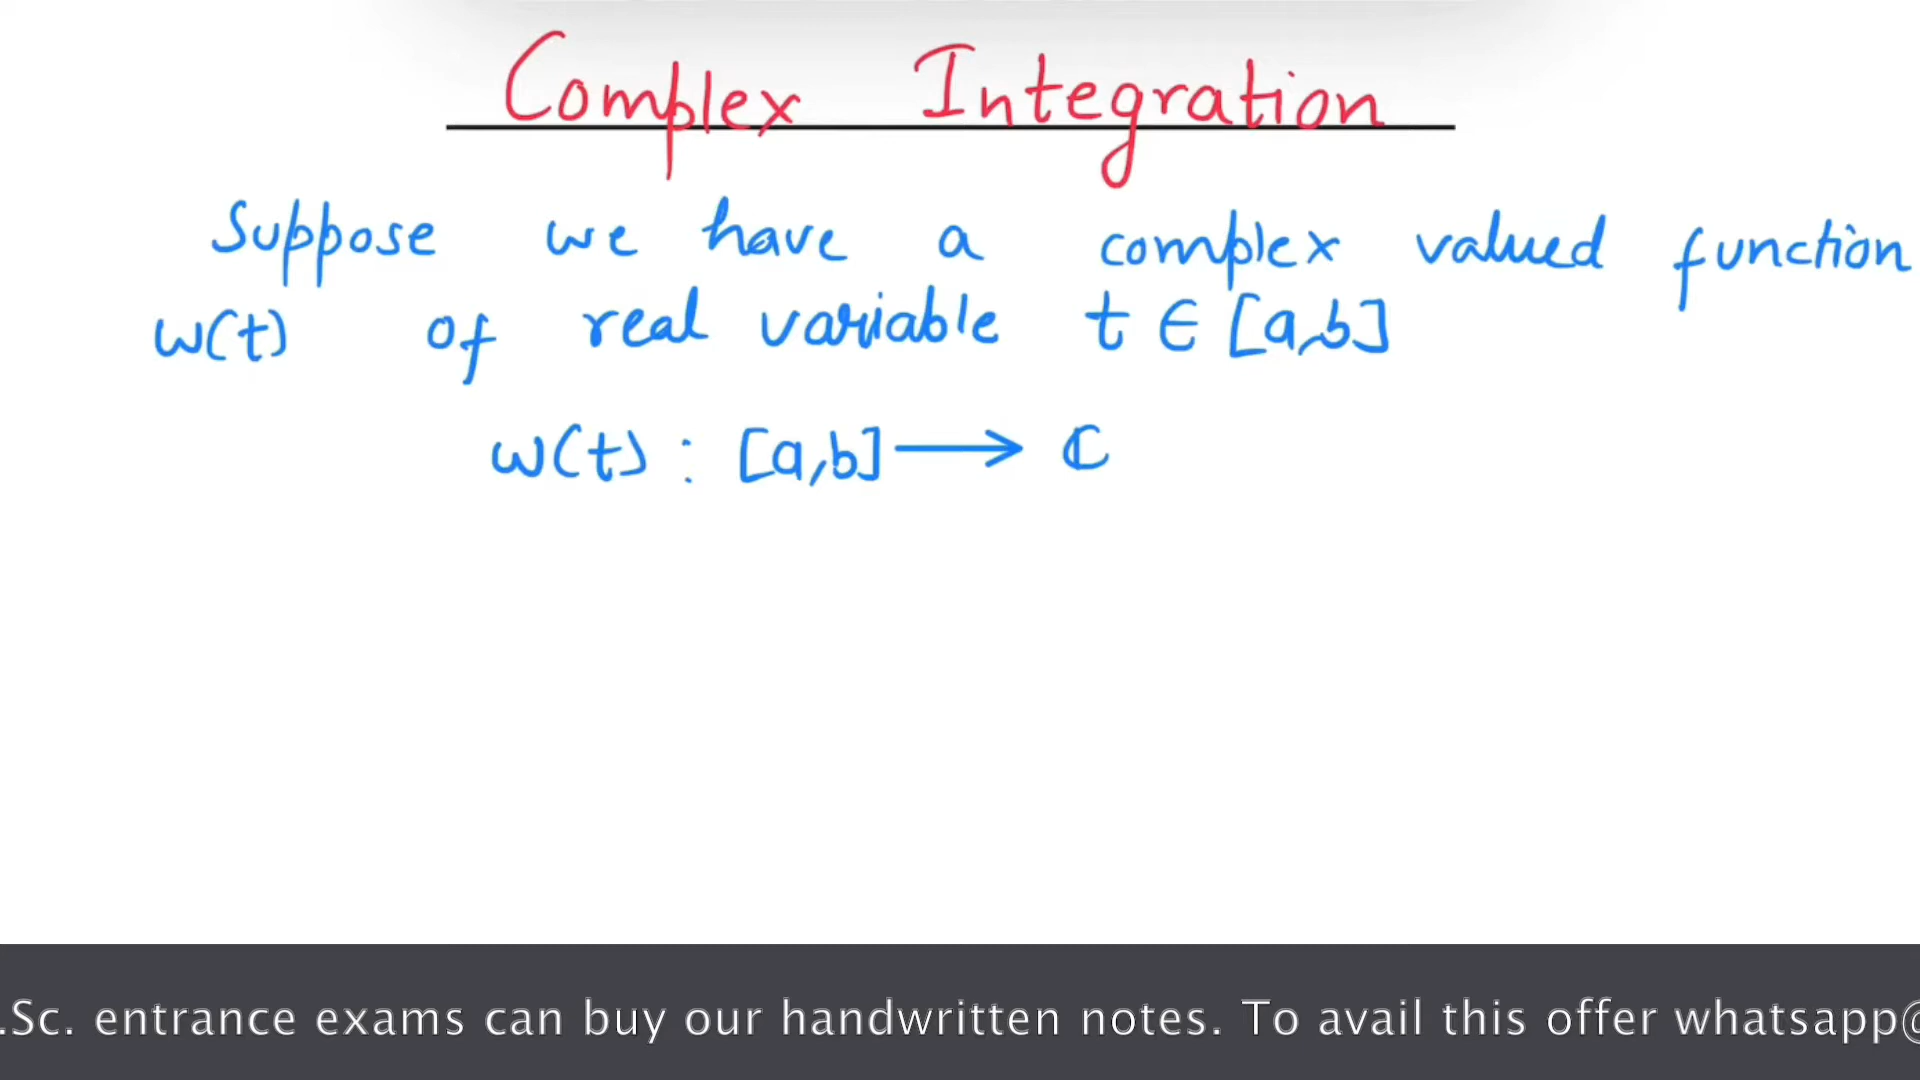 Complex Integration
Suppose we have a complex valued function
w(t) of real variable t ∈ [a,b]
w(t) : [a,b] ⟶ ℂ
.Sc. entrance exams can buy our handwritten notes. To avail this offer whatsapp@